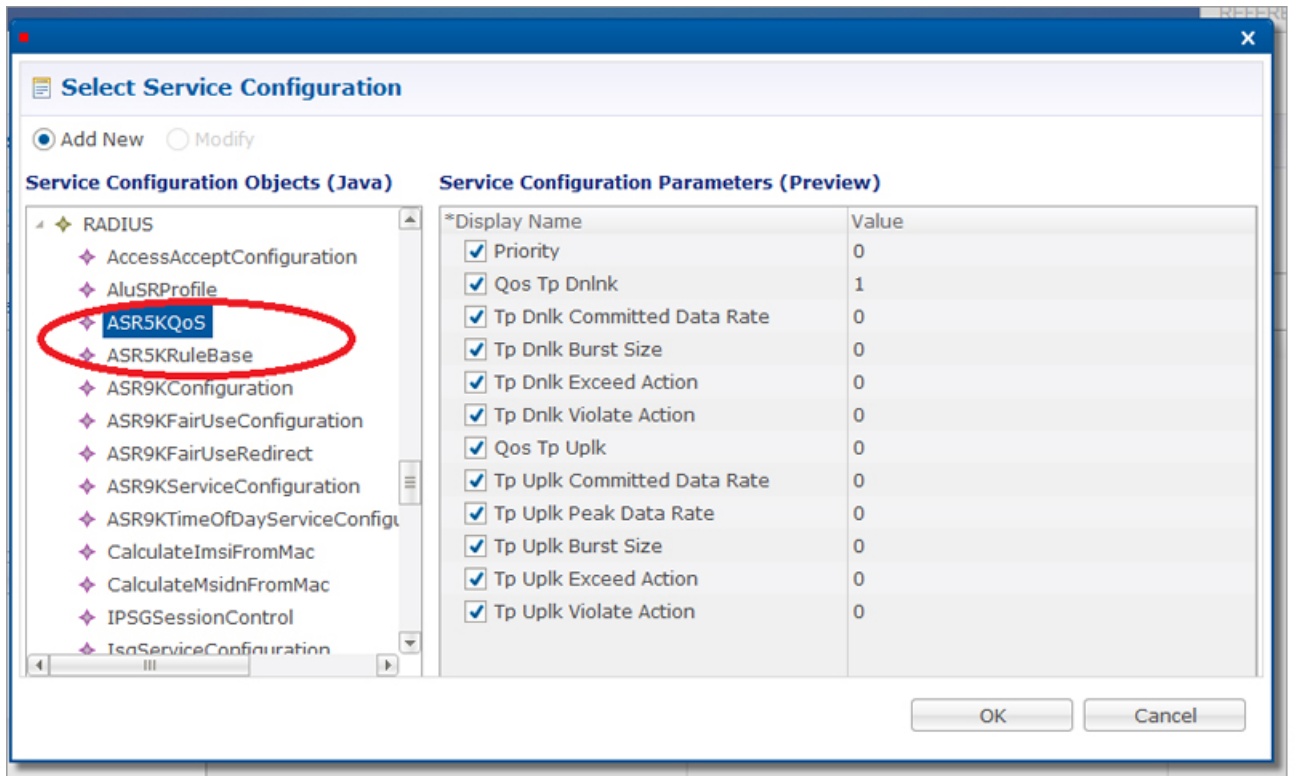 Select Service Configuration
Add New Modify
Service Configuration Objects (Java) Service Configuration Parameters (Preview)
RADIUS
AccessAcceptConfiguration
AluSRProfile
ASR5KQoS
ASR5KRuleBase
ASR9KConfiguration
ASR9KFairUseConfiguration
ASR9KFairUseRedirect
ASR9KServiceConfiguration
ASR9KTimeOfDayServiceConfigu
CalculateImsiFromMac
CalculateMsidnFromMac
IPSGSessionControl
IsgServiceConfiguration
*Display Name Value
Priority 0
Qos Tp Dnlnk 1
Tp Dnlk Committed Data Rate 0
Tp Dnlk Burst Size 0
Tp Dnlk Exceed Action 0
Tp Dnlk Violate Action 0
Qos Tp Uplk 0
Tp Uplk Committed Data Rate 0
Tp Uplk Peak Data Rate 0
Tp Uplk Burst Size 0
Tp Uplk Exceed Action 0
Tp Uplk Violate Action 0
OK Cancel